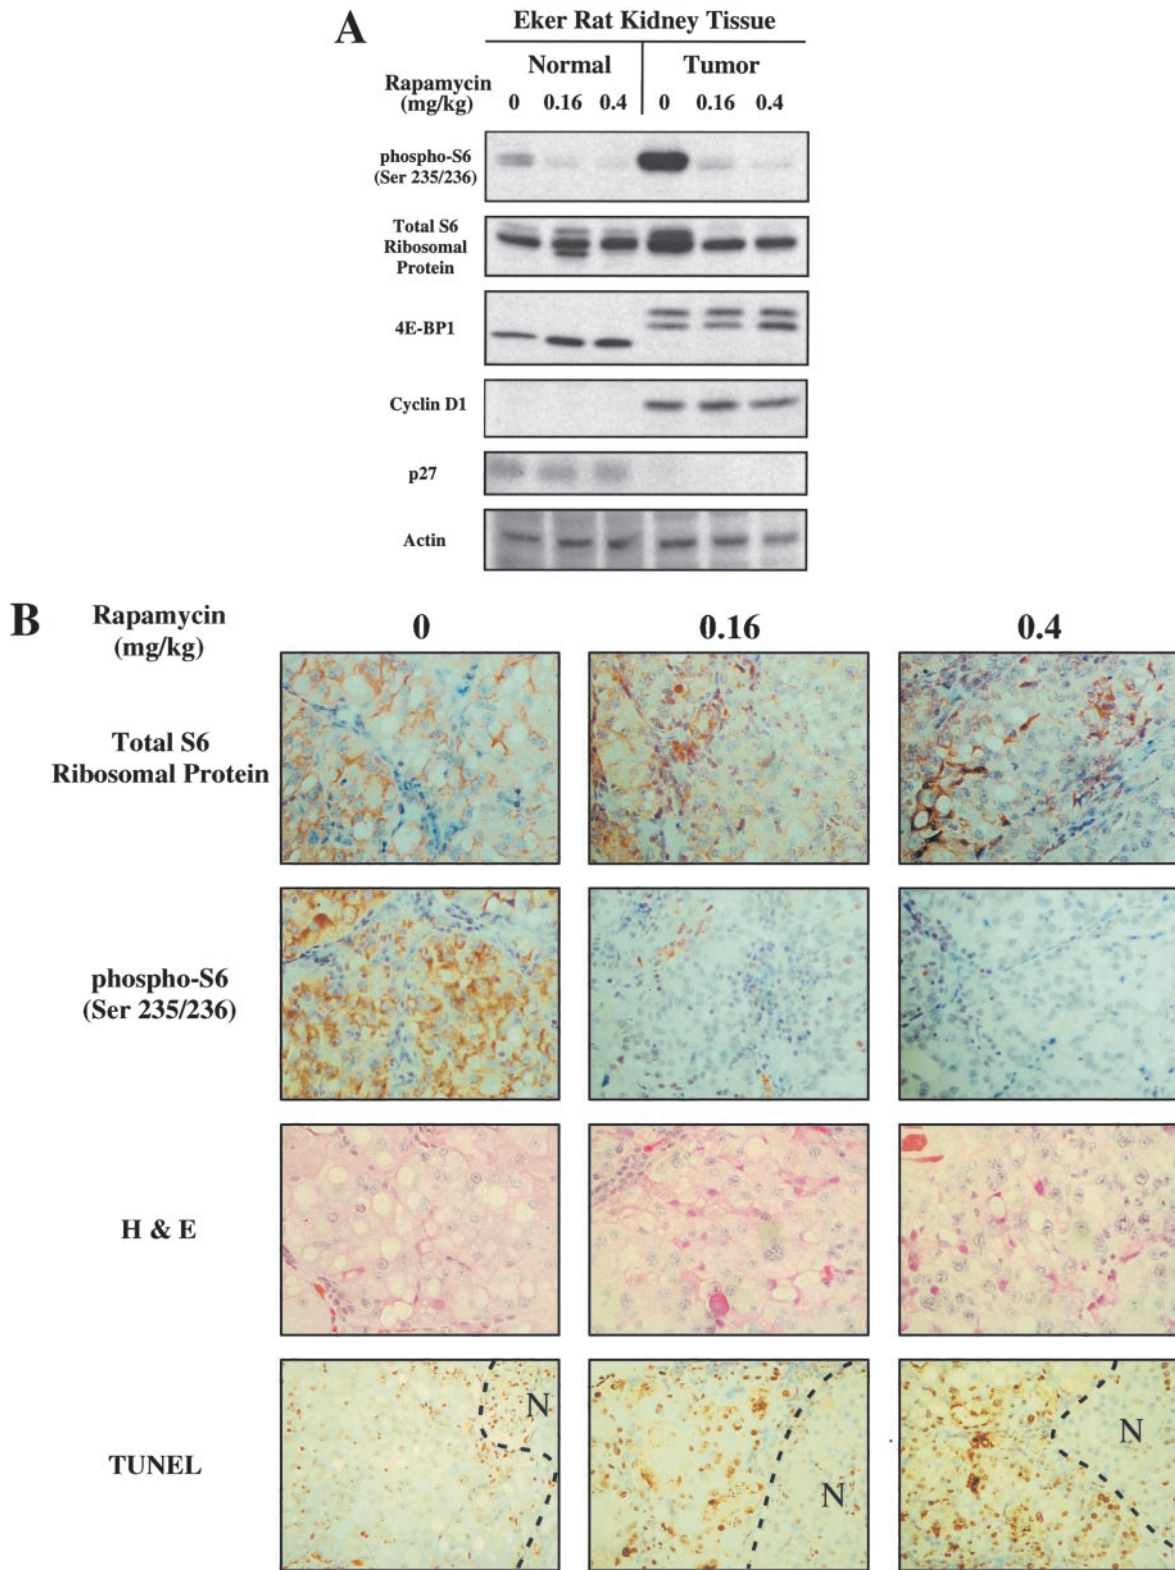 A
Eker Rat Kidney Tissue
Normal Tumor
Rapamycin
(mg/kg) 0 0.16 0.4 0 0.16 0.4
phospho-S6
(Ser 235/236)
Total S6
Ribosomal
Protein
4E-BP1
Cyclin D1
p27
Actin
B
Rapamycin
(mg/kg)
0 0.16 0.4
Total S6
Ribosomal Protein
phospho-S6
(Ser 235/236)
H & E
TUNEL
N
N
N